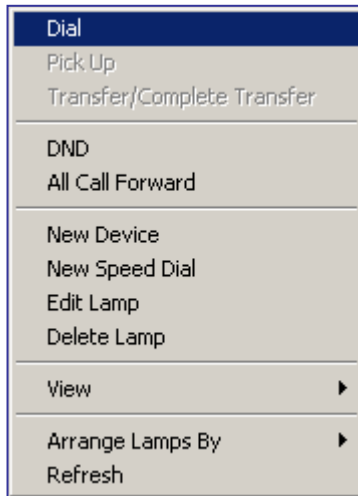 Dial
Pick Up
Transfer/Complete Transfer
DND
All Call Forward
New Device
New Speed Dial
Edit Lamp
Delete Lamp
View
Arrange Lamps By
Refresh